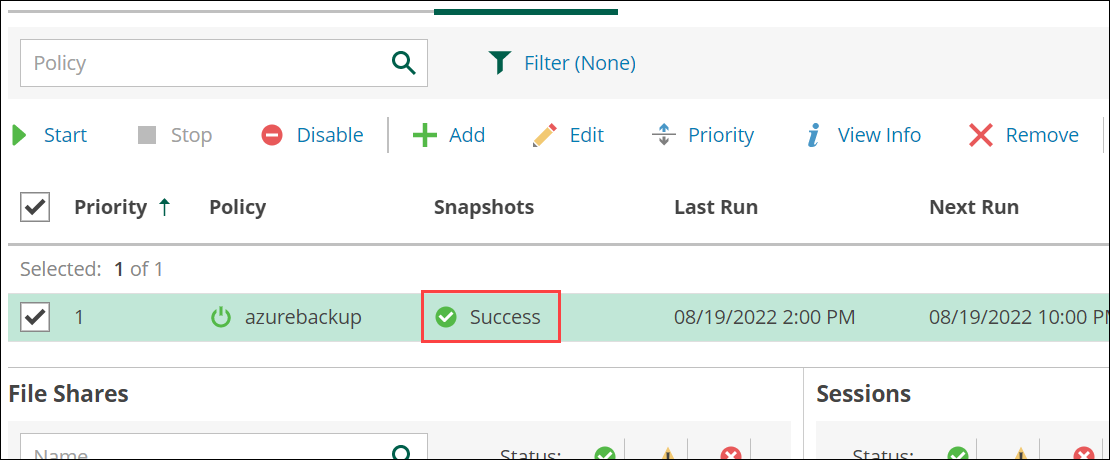 Policy Filter (None)
Start Stop Disable Add Edit Priority View Info Remove
Priority Policy Snapshots Last Run Next Run
Selected: 1 of 1
1 azurebackup Success 08/19/2022 2:00 PM 08/19/2022 10:00 PM
File Shares Sessions
Name Status: Status: